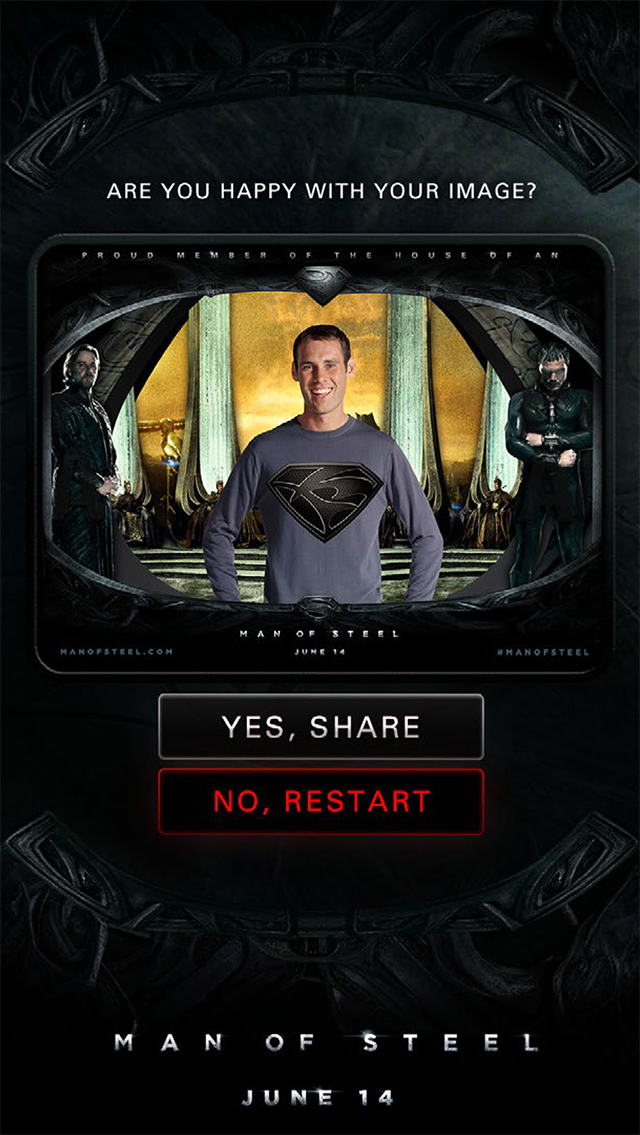 ARE YOU HAPPY WITH YOUR IMAGE?
PROUD MEMBER OF THE HOUSE OF AN
MAN OF STEEL
JUNE 14
MANOFSTEEL.COM
#MANOFSTEEL
YES, SHARE
NO, RESTART
MAN OF STEEL
JUNE 14